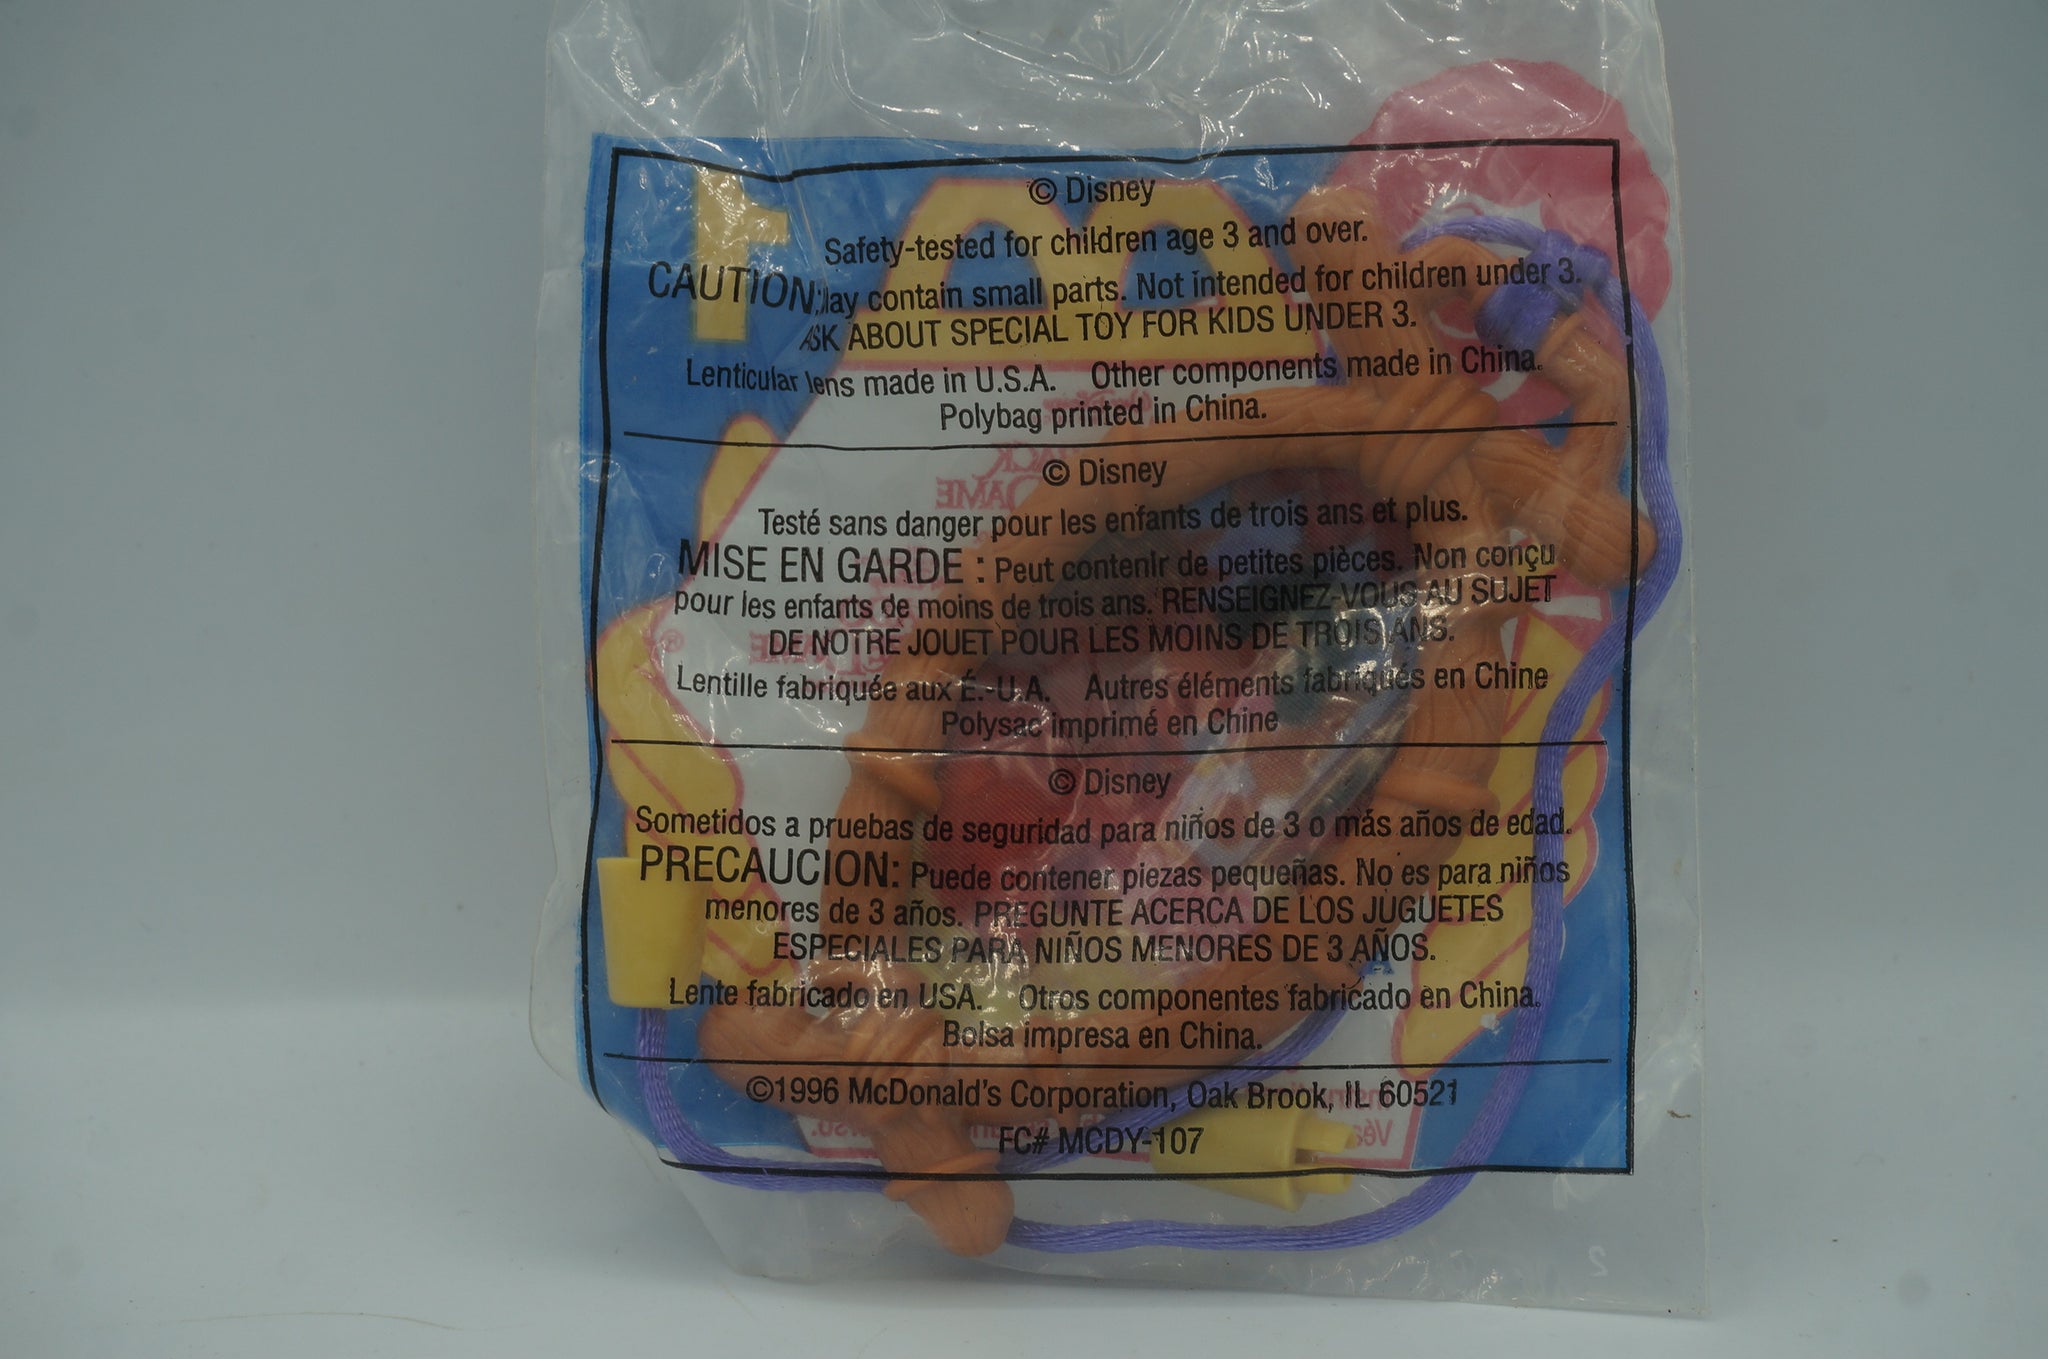 © Disney
Safety-tested for children age 3 and over.
CAUTION: lay contain small parts. Not intended for children under 3.
ASK ABOUT SPECIAL TOY FOR KIDS UNDER 3.
Lenticular lens made in U.S.A. Other components made in China.
Polybag printed in China.
© Disney
Testé sans danger pour les enfants de trois ans et plus.
MISE EN GARDE : Peut contenir de petites pièces. Non conçu
pour les enfants de moins de trois ans. RENSEIGNEZ-VOUS AU SUJET
DE NOTRE JOUET POUR LES MOINS DE TROIS ANS.
Lentille fabriquée aux É.-U.A. Autres éléments fabriqués en Chine
Polysac imprimé en Chine
© Disney
Sometidos a pruebas de seguridad para niños de 3 o más años de edad.
PRECAUCION: Puede contener piezas pequeñas. No es para niños
menores de 3 años. PREGUNTE ACERCA DE LOS JUGUETES
ESPECIALES PARA NIÑOS MENORES DE 3 AÑOS.
Lente fabricado en USA. Otros componentes fabricado en China.
Bolsa impresa en China.
©1996 McDonald's Corporation, Oak Brook, IL 60521
FC# MCDY-107